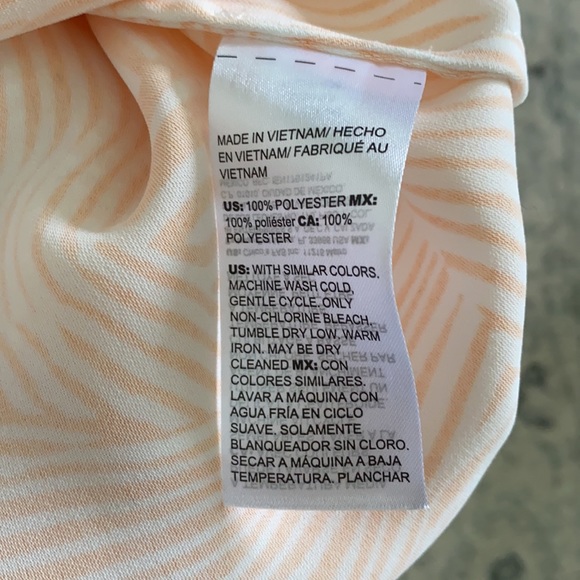 MADE IN VIETNAM/ HECHO
EN VIETNAM/ FABRIQUÉ AU
VIETNAM
US: 100% POLYESTER MX:
100% poliéster CA: 100%
POLYESTER
US: WITH SIMILAR COLORS.
MACHINE WASH COLD.
GENTLE CYCLE. ONLY
NON-CHLORINE BLEACH.
TUMBLE DRY LOW. WARM
IRON. MAY BE DRY
CLEANED MX: CON
COLORES SIMILARES.
LAVAR A MÁQUINA CON
AGUA FRÍA EN CICLO
SUAVE. SOLAMENTE
BLANQUEADOR SIN CLORO.
SECAR A MÁQUINA A BAJA
TEMPERATURA. PLANCHAR